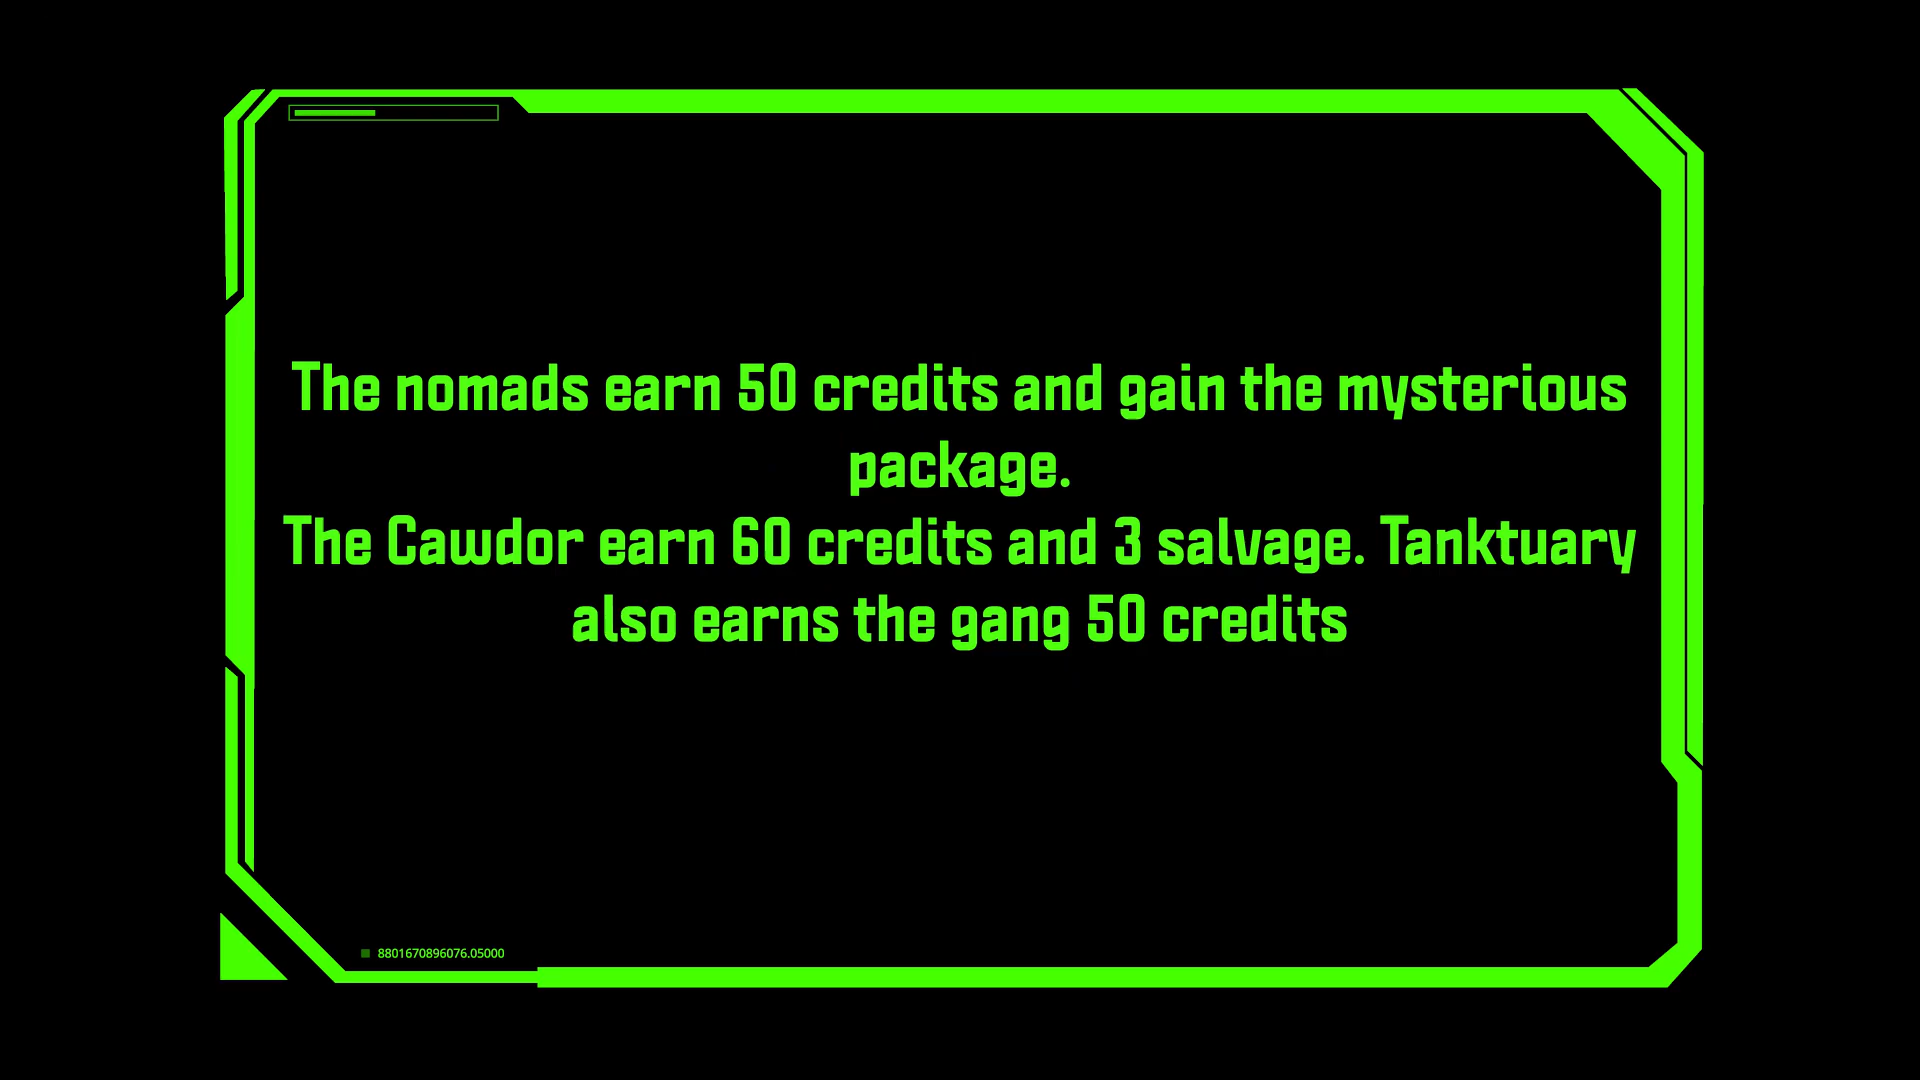 The nomads earn 50 credits and gain the mysterious
package.
The Cawdor earn 60 credits and 3 salvage. Tanktuary
also earns the gang 50 credits
8801670896076.05000